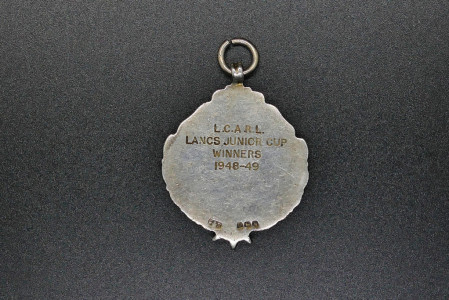 L.C.A.R.L.
LANCS JUNIOR CUP
WINNERS
1948-49